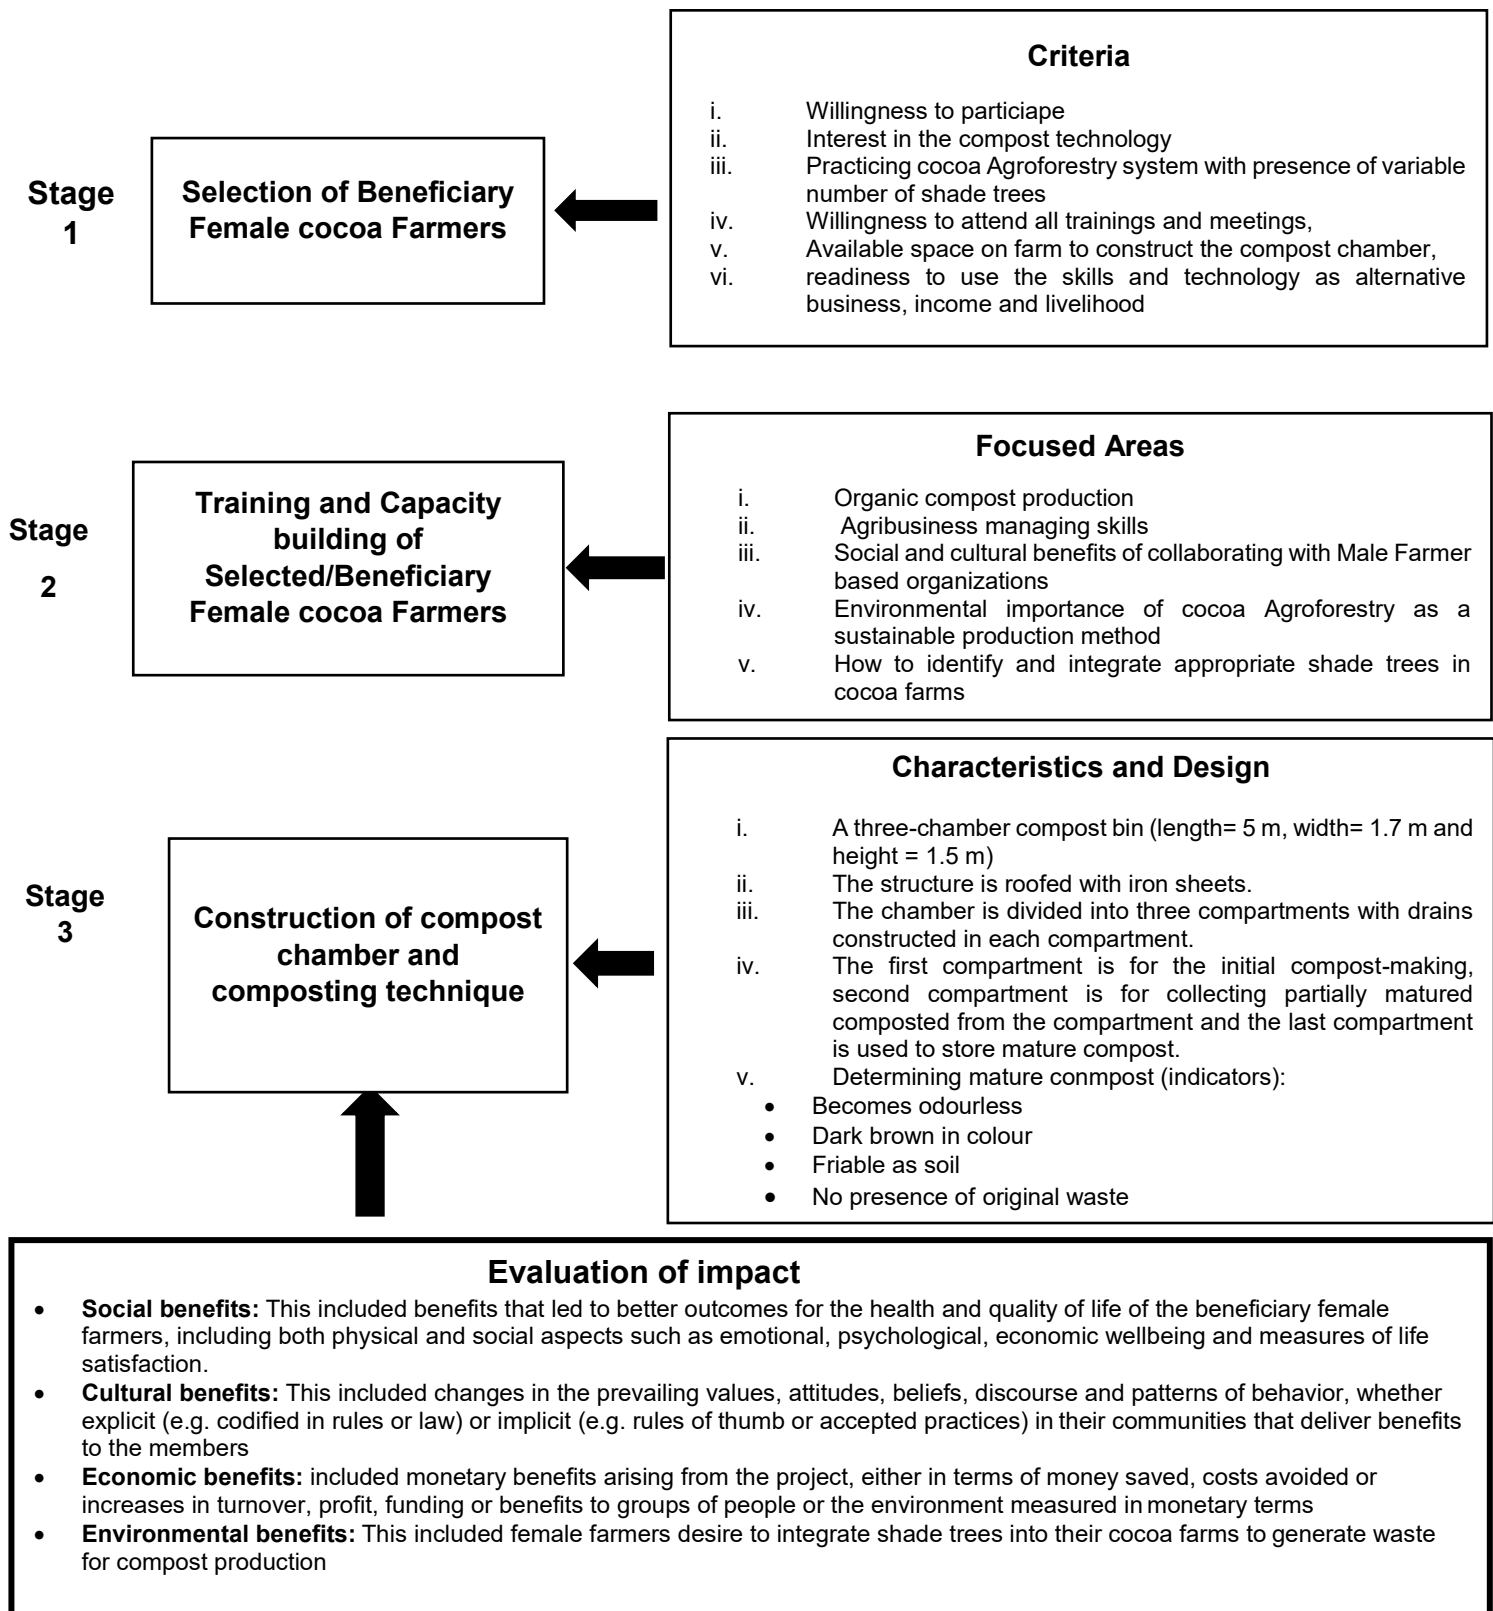 Criteria
i. Willingness to particiape
ii. Interest in the compost technology
iii. Practicing cocoa Agroforestry system with presence of variable
number of shade trees
iv. Willingness to attend all trainings and meetings,
v. Available space on farm to construct the compost chamber,
vi. readiness to use the skills and technology as alternative
business, income and livelihood
Stage
1
Selection of Beneficiary
Female cocoa Farmers
Focused Areas
i. Organic compost production
ii. Agribusiness managing skills
iii. Social and cultural benefits of collaborating with Male Farmer
based organizations
iv. Environmental importance of cocoa Agroforestry as a
sustainable production method
v. How to identify and integrate appropriate shade trees in
cocoa farms
Stage
2
Training and Capacity
building of
Selected/Beneficiary
Female cocoa Farmers
Characteristics and Design
i. A three-chamber compost bin (length= 5 m, width= 1.7 m and
height = 1.5 m)
ii. The structure is roofed with iron sheets.
iii. The chamber is divided into three compartments with drains
constructed in each compartment.
iv. The first compartment is for the initial compost-making,
second compartment is for collecting partially matured
composted from the compartment and the last compartment
is used to store mature compost.
v. Determining mature conmpost (indicators):
• Becomes odourless
• Dark brown in colour
• Friable as soil
• No presence of original waste
Stage
3
Construction of compost
chamber and
composting technique
Evaluation of impact
• Social benefits: This included benefits that led to better outcomes for the health and quality of life of the beneficiary female
farmers, including both physical and social aspects such as emotional, psychological, economic wellbeing and measures of life
satisfaction.
• Cultural benefits: This included changes in the prevailing values, attitudes, beliefs, discourse and patterns of behavior, whether
explicit (e.g. codified in rules or law) or implicit (e.g. rules of thumb or accepted practices) in their communities that deliver benefits
to the members
• Economic benefits: included monetary benefits arising from the project, either in terms of money saved, costs avoided or
increases in turnover, profit, funding or benefits to groups of people or the environment measured in monetary terms
• Environmental benefits: This included female farmers desire to integrate shade trees into their cocoa farms to generate waste
for compost production